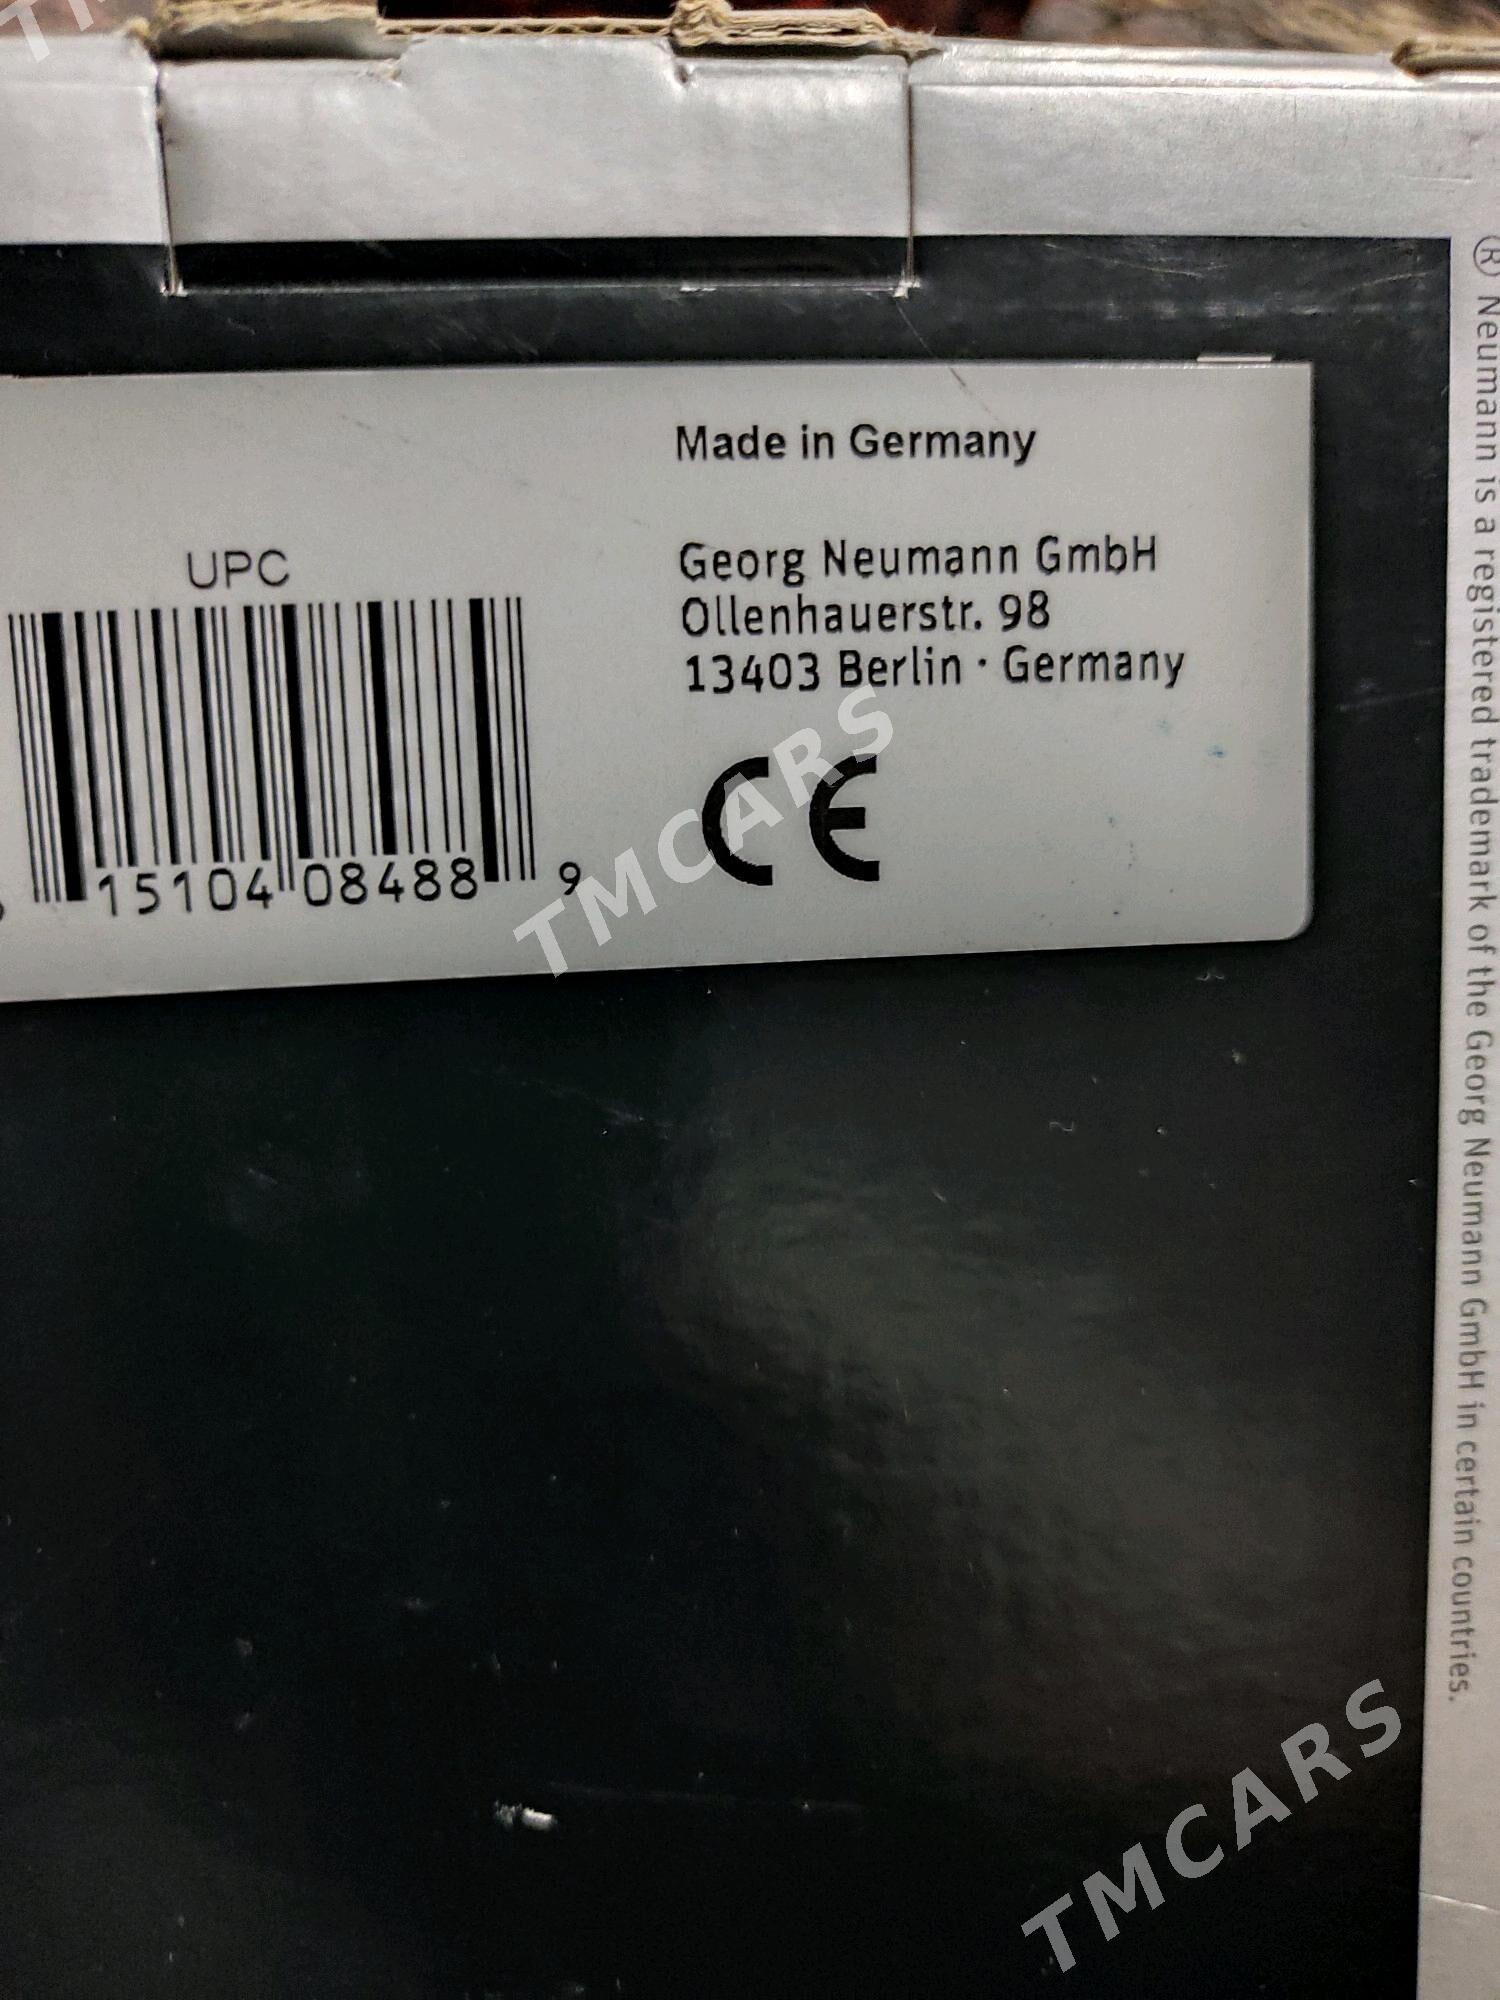 Made in Germany
UPC
Georg Neumann GmbH
Ollenhauerstr. 98
13403 Berlin · Germany
15104 08488 9
CE
TMCARS
TMCARS
® Neumann is a registered trademark of the Georg Neumann GmbH in certain countries.